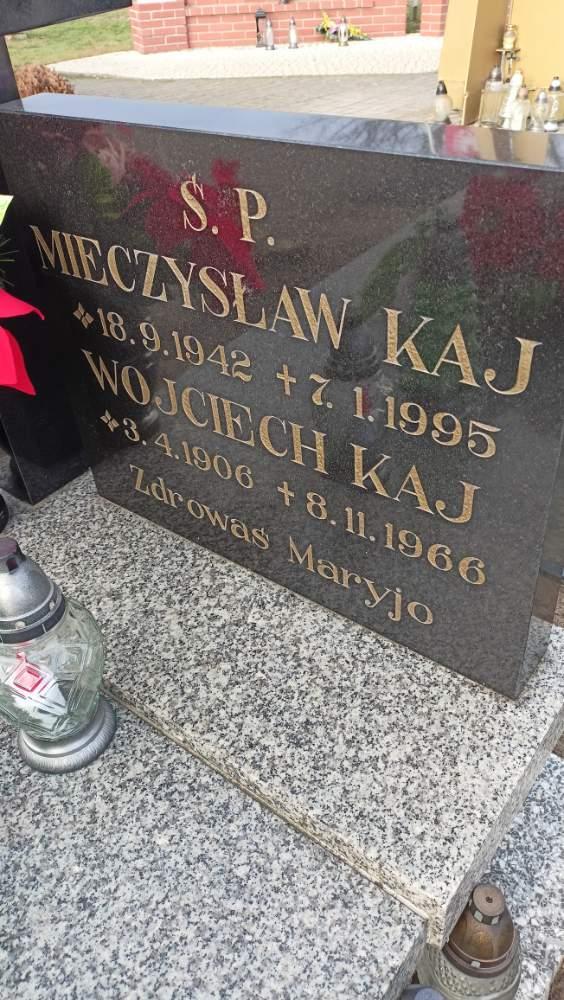 Ś. P.
MIECZYSŁAW KAJ
18.9.1942 + 7. 1.1995
WOJCIECH KAJ
3. 4.1906 + 8.11.1966
Zdrowaś Maryjo